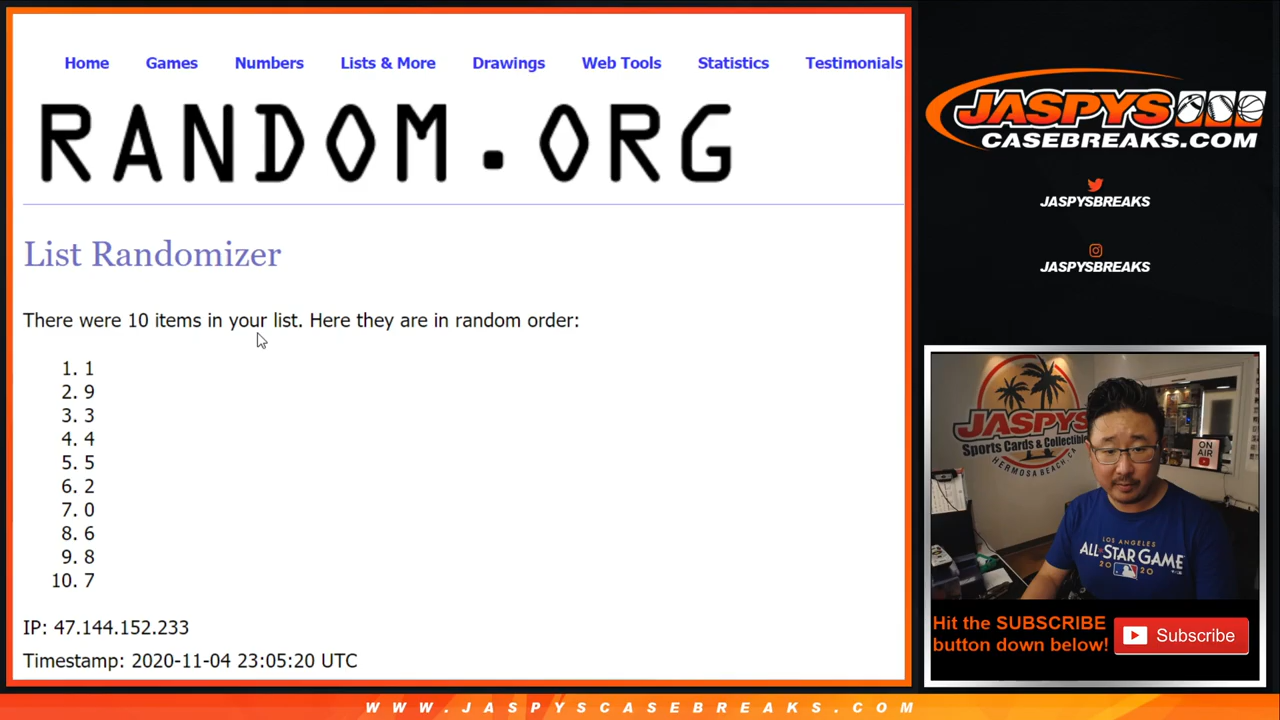 Home Games Numbers Lists & More Drawings Web Tools Statistics Testimonials
RANDOM.ORG
List Randomizer
There were 10 items in your list. Here they are in random order:
1. 1
2. 9
3. 3
4. 4
5. 5
6. 2
7. 0
8. 6
9. 8
10. 7
IP: 47.144.152.233
Timestamp: 2020-11-04 23:05:20 UTC
JASPYS
CASEBREAKS.COM
JASPYSBREAKS
JASPYSBREAKS
JASPYS
Sports Cards & Collectible
HERMOSA BEACH, CA
ON
AIR
LOS ANGELES
ALL-STAR GAME
2020
Hit the SUBSCRIBE
button down below!
Subscribe
WWW.JASPYSCASEBREAKS.COM